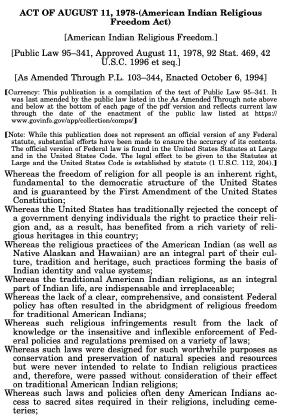 ACT OF AUGUST 11, 1978-(American Indian Religious
Freedom Act)
[American Indian Religious Freedom.]
[Public Law 95–341, Approved August 11, 1978, 92 Stat. 469, 42
U.S.C. 1996 et seq.]
[As Amended Through P.L. 103–344, Enacted October 6, 1994]
[Currency: This publication is a compilation of the text of Public Law 95–341. It
was last amended by the public law listed in the As Amended Through note above
and below at the bottom of each page of the pdf version and reflects current law
through the date of the enactment of the public law listed at https://
www.govinfo.gov/app/collection/comps/]
[Note: While this publication does not represent an official version of any Federal
statute, substantial efforts have been made to ensure the accuracy of its contents.
The official version of Federal law is found in the United States Statutes at Large
and in the United States Code. The legal effect to be given to the Statutes at
Large and the United States Code is established by statute (1 U.S.C. 112, 204).]
Whereas the freedom of religion for all people is an inherent right,
fundamental to the democratic structure of the United States
and is guaranteed by the First Amendment of the United States
Constitution;
Whereas the United States has traditionally rejected the concept of
a government denying individuals the right to practice their reli-
gion and, as a result, has benefited from a rich variety of reli-
gious heritages in this country;
Whereas the religious practices of the American Indian (as well as
Native Alaskan and Hawaiian) are an integral part of their cul-
ture, tradition and heritage, such practices forming the basis of
Indian identity and value systems;
Whereas the traditional American Indian religions, as an integral
part of Indian life, are indispensable and irreplaceable;
Whereas the lack of a clear, comprehensive, and consistent Federal
policy has often resulted in the abridgment of religious freedom
for traditional American Indians;
Whereas such religious infringements result from the lack of
knowledge or the insensitive and inflexible enforcement of Fed-
eral policies and regulations premised on a variety of laws;
Whereas such laws were designed for such worthwhile purposes as
conservation and preservation of natural species and resources
but were never intended to relate to Indian religious practices
and, therefore, were passed without consideration of their effect
on traditional American Indian religions;
Whereas such laws and policies often deny American Indians ac-
cess to sacred sites required in their religions, including ceme-
teries;